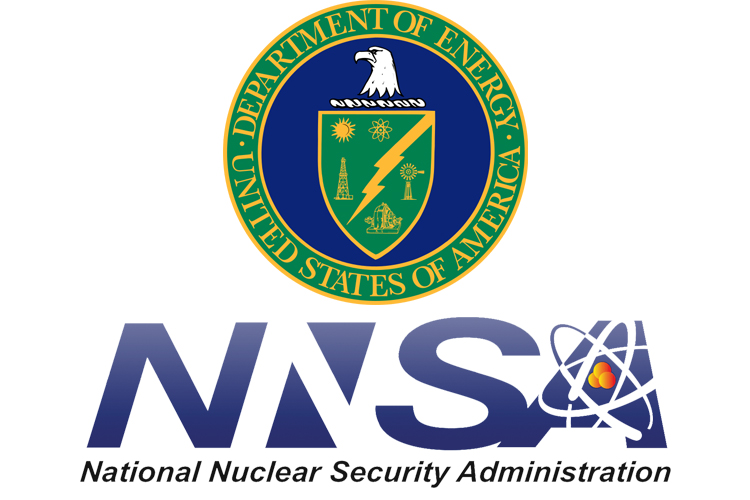 · DEPARTMENT OF ENERGY ·
UNITED STATES OF AMERICA
NNSA
National Nuclear Security Administration